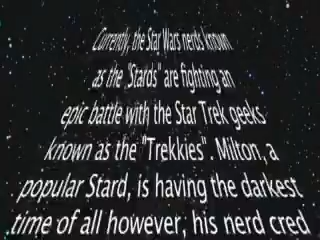 Currently, the Star Wars nerds known
as the "Stards" are fighting an
epic battle with the Star Trek geeks
known as the "Trekkies". Milton, a
popular Stard, is having the darkest
time of all however, his nerd cred